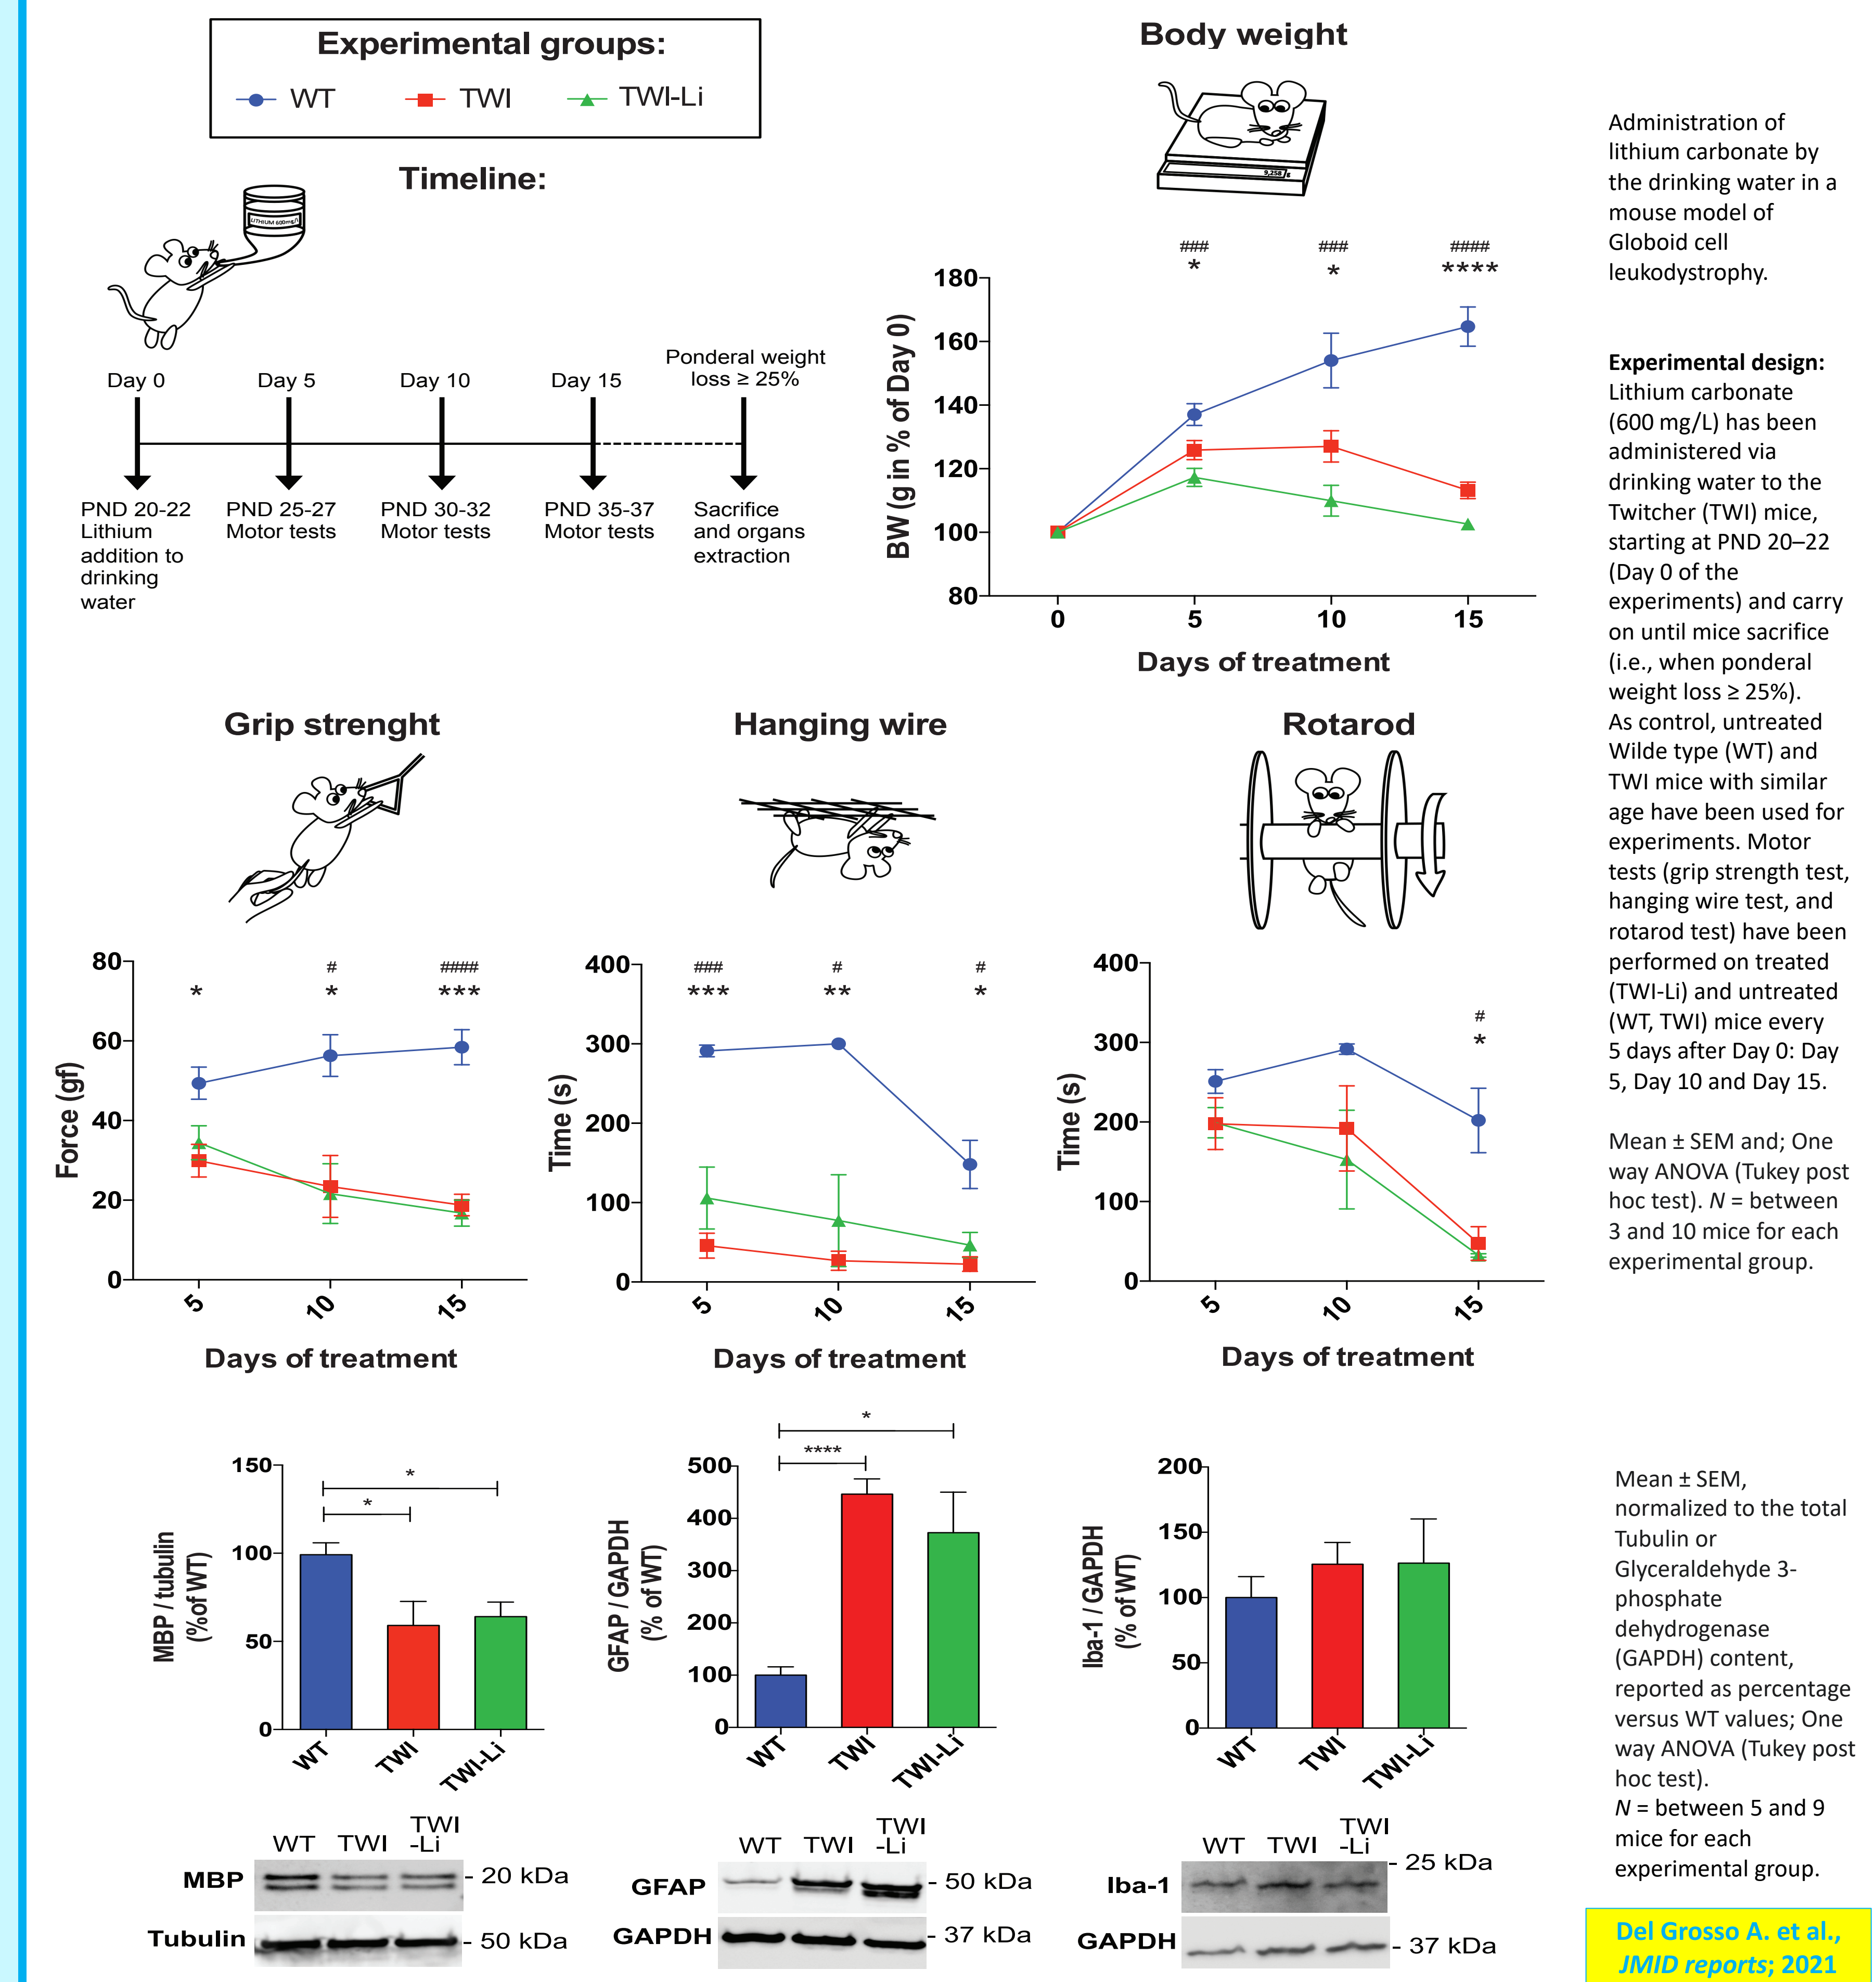 Experimental groups:
WT TWI TWI-Li
Timeline:
LITHIUM 600mg/l
Day 0 Day 5 Day 10 Day 15
Ponderal weight
loss ≥ 25%
PND 20-22
Lithium
addition to
drinking
water
PND 25-27
Motor tests
PND 30-32
Motor tests
PND 35-37
Motor tests
Sacrifice
and organs
extraction
Body weight
9,258 g
### ### ####
* * ****
BW (g in % of Day 0)
180
160
140
120
100
80
0 5 10 15
Days of treatment
Administration of
lithium carbonate by
the drinking water in a
mouse model of
Globoid cell
leukodystrophy.
Experimental design:
Lithium carbonate
(600 mg/L) has been
administered via
drinking water to the
Twitcher (TWI) mice,
starting at PND 20–22
(Day 0 of the
experiments) and carry
on until mice sacrifice
(i.e., when ponderal
weight loss ≥ 25%).
As control, untreated
Wilde type (WT) and
TWI mice with similar
age have been used for
experiments. Motor
tests (grip strength test,
hanging wire test, and
rotarod test) have been
performed on treated
(TWI-Li) and untreated
(WT, TWI) mice every
5 days after Day 0: Day
5, Day 10 and Day 15.
Mean ± SEM and; One
way ANOVA (Tukey post
hoc test). N = between
3 and 10 mice for each
experimental group.
Grip strenght
# ####
* * ***
Force (gf)
80
60
40
20
0
5 10 15
Days of treatment
Hanging wire
### # #
*** ** *
Time (s)
400
300
200
100
0
5 10 15
Days of treatment
Rotarod
#
*
Time (s)
400
300
200
100
0
5 10 15
Days of treatment
*
*
MBP / tubulin
(%of WT)
150
100
50
0
WT TWI TWI-Li
*
****
GFAP / GAPDH
(% of WT)
500
400
300
200
100
0
WT TWI TWI-Li
Iba-1 / GAPDH
(% of WT)
200
150
100
50
0
WT TWI TWI-Li
WT TWI TWI
-Li
MBP - 20 kDa
Tubulin - 50 kDa
WT TWI TWI
-Li
GFAP - 50 kDa
GAPDH - 37 kDa
WT TWI TWI
-Li
- 25 kDa
Iba-1
GAPDH - 37 kDa
Mean ± SEM,
normalized to the total
Tubulin or
Glyceraldehyde 3-
phosphate
dehydrogenase
(GAPDH) content,
reported as percentage
versus WT values; One
way ANOVA (Tukey post
hoc test).
N = between 5 and 9
mice for each
experimental group.
Del Grosso A. et al.,
JMID reports; 2021